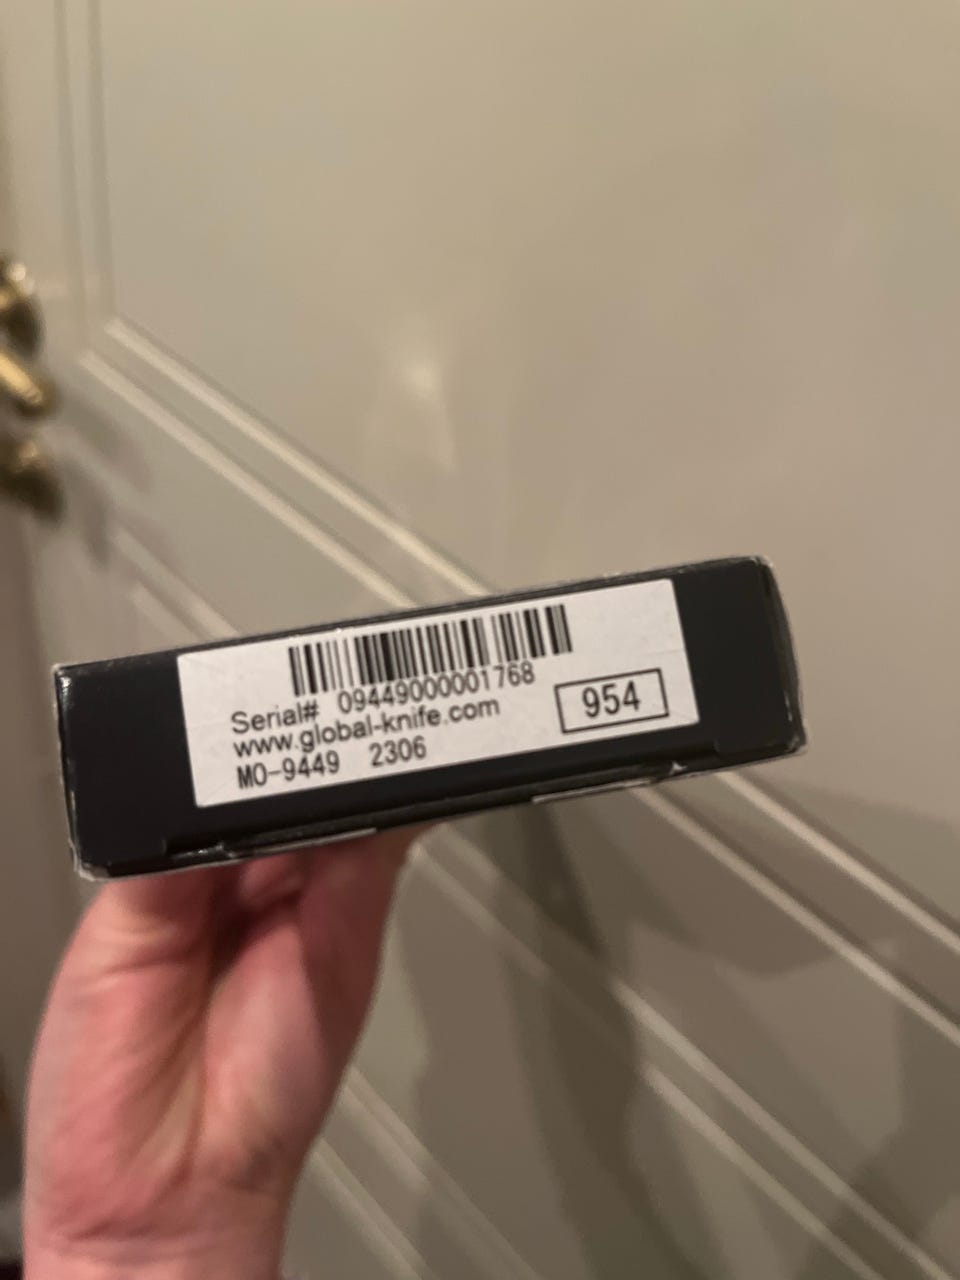 Serial# 09449000001768
www.global-knife.com
MO-9449 2306
954